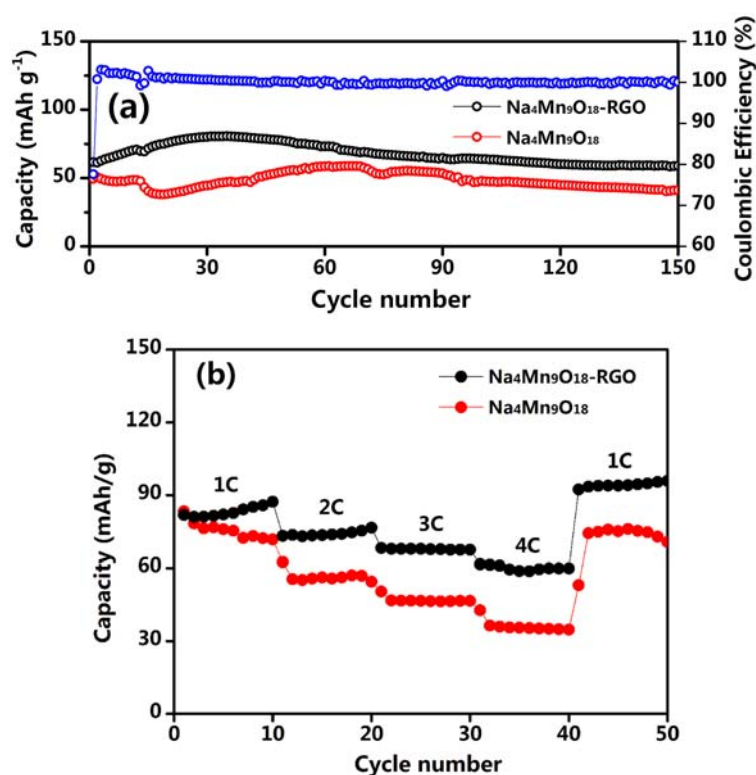 (a)
Capacity (mAh g⁻¹)
150
100
50
0
Na₄Mn₉O₁₈-RGO
Na₄Mn₉O₁₈
110
100
90
80
70
60
Coulombic Efficiency (%)
0 30 60 90 120 150
Cycle number
(b)
Capacity (mAh/g)
150
120
90
60
30
0
Na₄Mn₉O₁₈-RGO
Na₄Mn₉O₁₈
1C
2C
3C
4C
1C
0 10 20 30 40 50
Cycle number